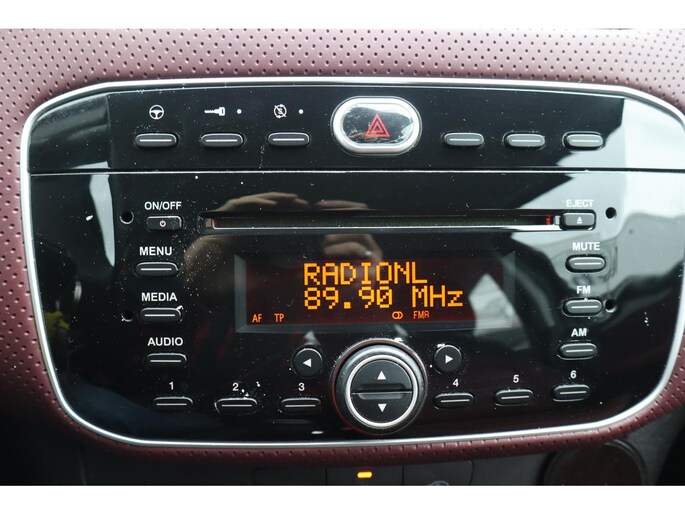 ON/OFF
EJECT
MENU
MUTE
RADIONL
89.90 MHz
MEDIA
FM
AF TP FMA
AUDIO
AM
1 2 3 4 5 6